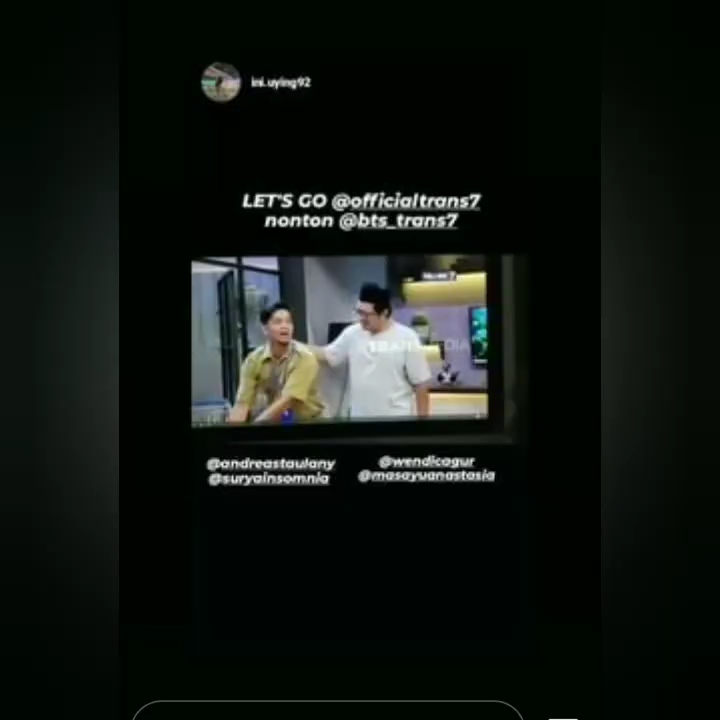 ini.uying92
LET'S GO @officialtrans7
nonton @bts_trans7
@andreastaulany
@wendicagur
@suryainsomnia
@masayuanastasia